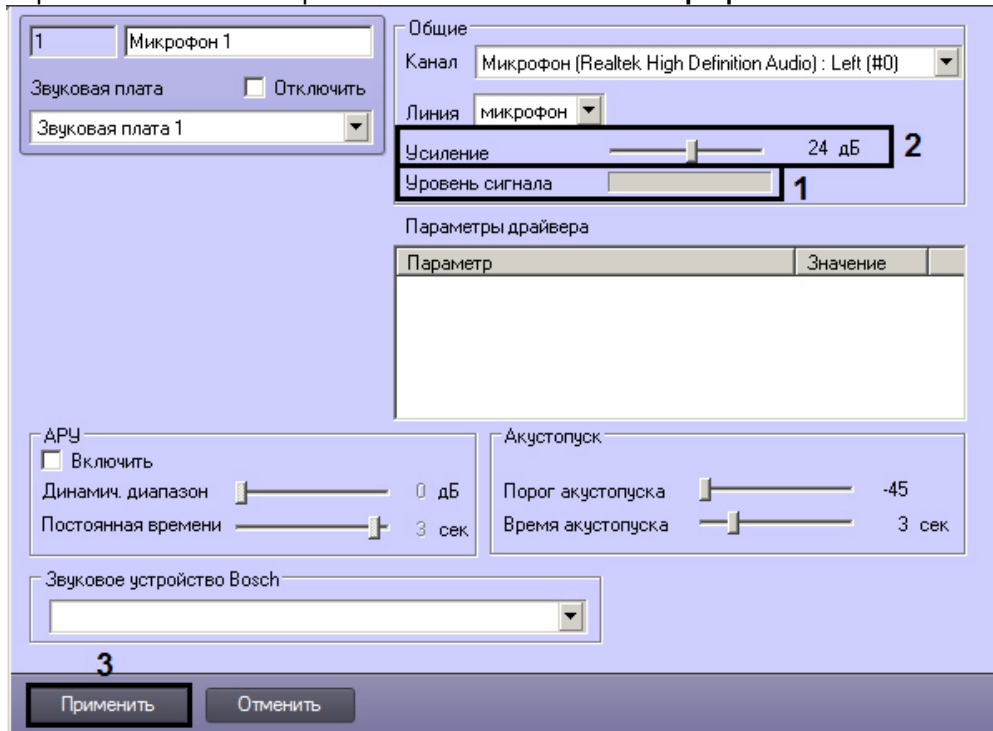 1 Микрофон 1
Звуковая плата Отключить
Звуковая плата 1
Общие
Канал Микрофон (Realtek High Definition Audio) : Left (#0)
Линия микрофон
Усиление 24 дБ 2
Уровень сигнала 1
Параметры драйвера
Параметр Значение
АРУ
Включить
Динамич. диапазон 0 дБ
Постоянная времени 3 сек
Акустопуск
Порог акустопуска -45
Время акустопуска 3 сек
Звуковое устройство Bosch
3
Применить Отменить